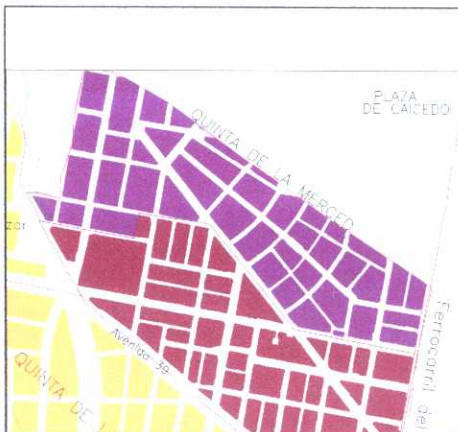 PLAZA
DE CAICEDO
QUINTA DE LA MERCED
zar
Ferrocarril del
Avenida 39
QUINTA DE L